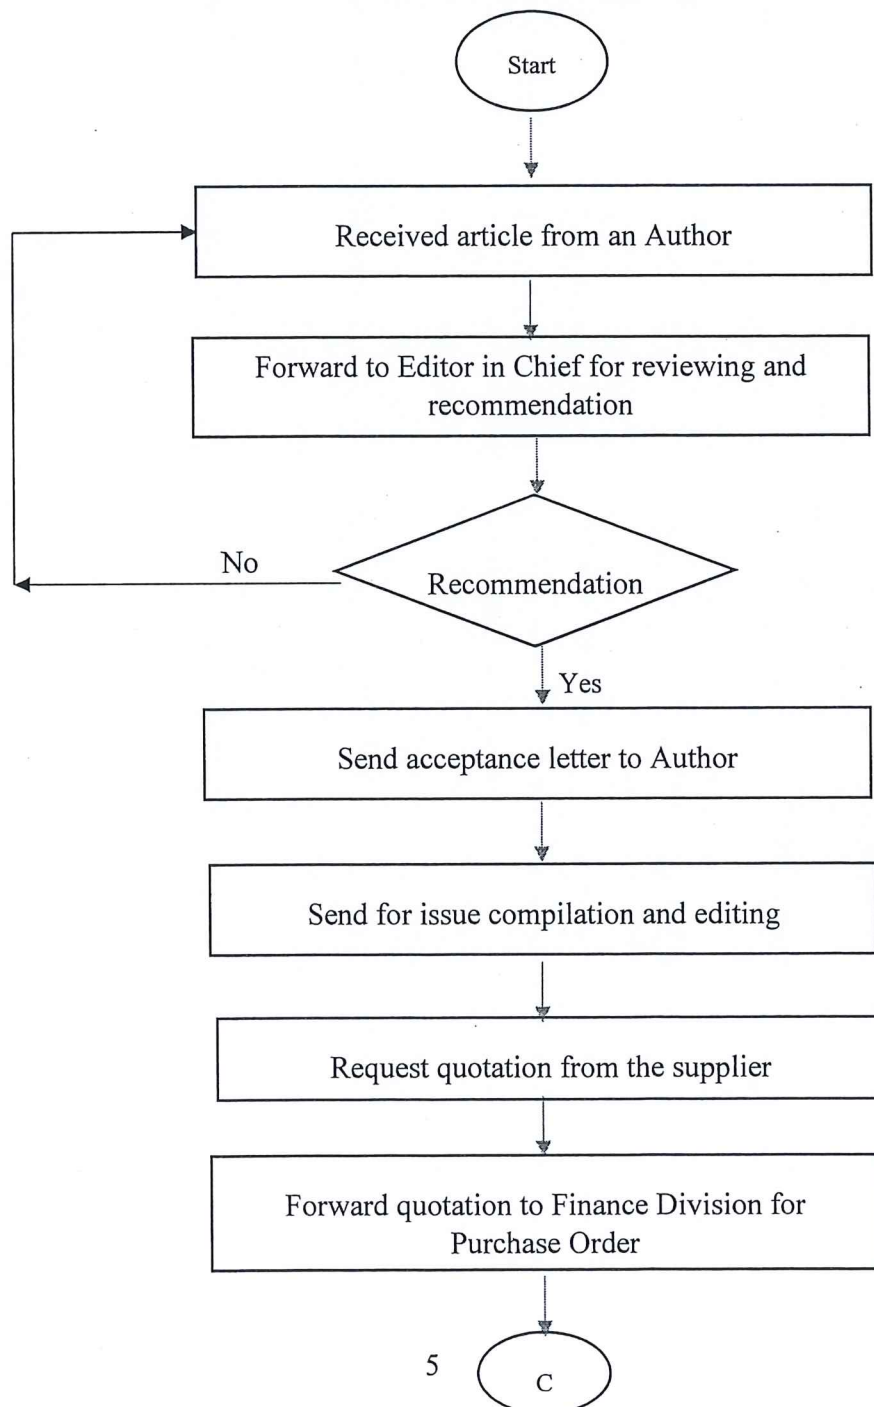 Start
Received article from an Author
Forward to Editor in Chief for reviewing and
recommendation
No
Recommendation
Yes
Send acceptance letter to Author
Send for issue compilation and editing
Request quotation from the supplier
Forward quotation to Finance Division for
Purchase Order
5
C